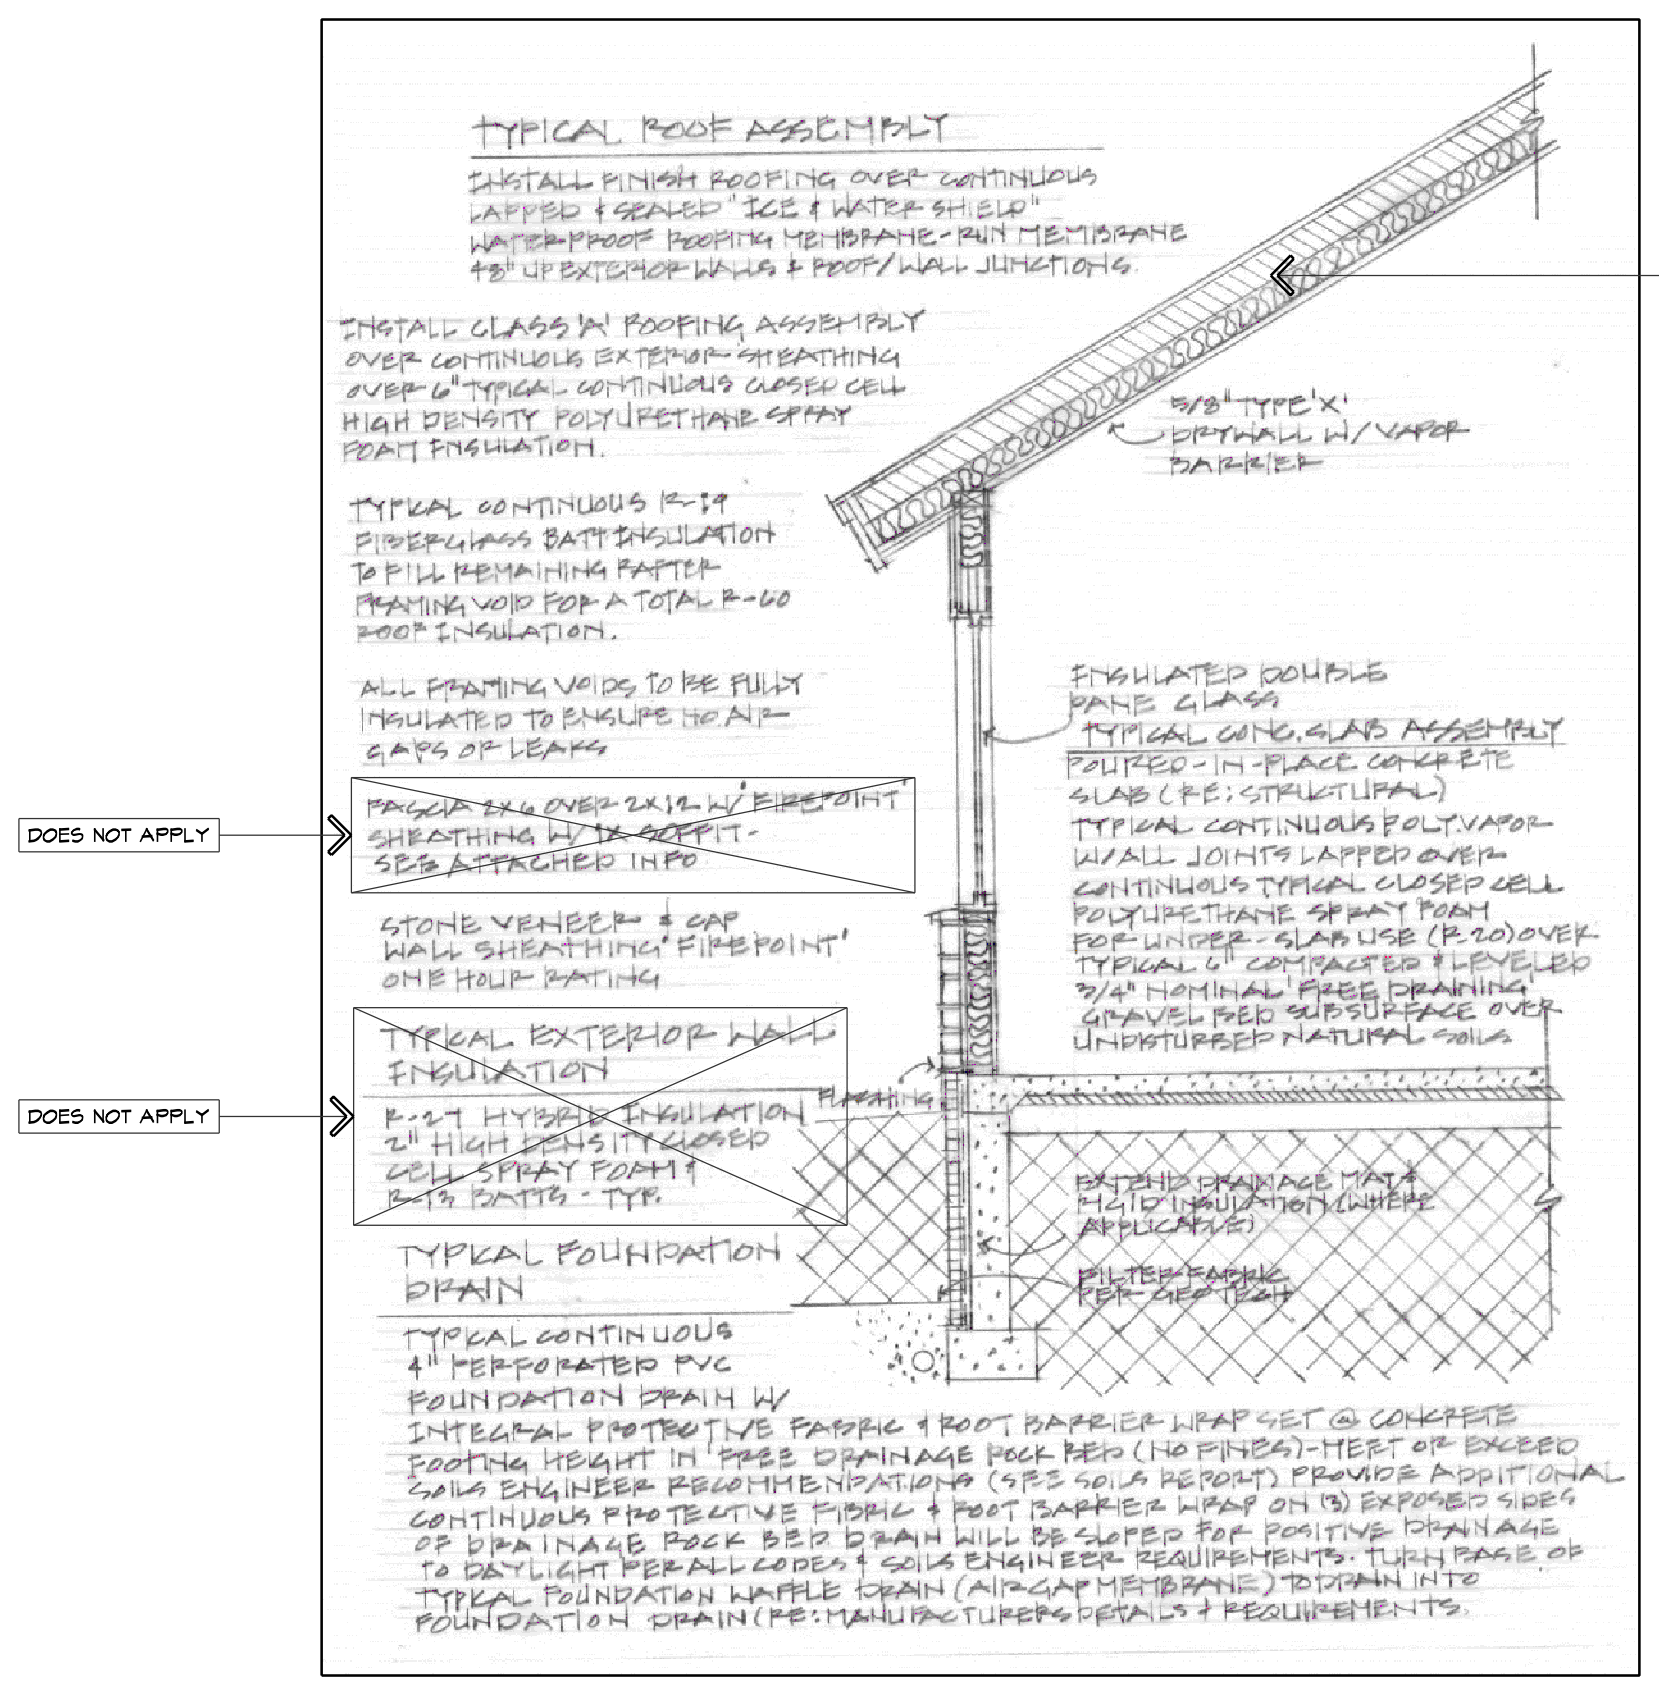 TYPICAL ROOF ASSEMBLY
INSTALL FINISH ROOFING OVER CONTINUOUS
LAPPED & SEALED "ICE & WATER SHIELD"
WATERPROOF ROOFING MEMBRANE-RUN MEMBRANE
48" UP EXTERIOR WALLS & ROOF/WALL JUNCTIONS.
INSTALL CLASS 'A' ROOFING ASSEMBLY
OVER CONTINUOUS EXTERIOR SHEATHING
OVER 6" TYPICAL CONTINUOUS CLOSED CELL
HIGH DENSITY POLYURETHANE SPRAY
FOAM INSULATION.
5/8" TYPE 'X'
DRYWALL W/VAPOR
BARRIER
TYPICAL CONTINUOUS R-19
FIBERGLASS BATT INSULATION
TO FILL REMAINING RAFTER
FRAMING VOID FOR A TOTAL R-60
ROOF INSULATION.
ALL FRAMING VOIDS TO BE FULLY
INSULATED TO ENSURE NO AIR
GAPS OR LEAKS
INSULATED DOUBLE
PANE GLASS
DOES NOT APPLY
FASCIA 2X6 OVER 2X12 W/ 'FIREPOINT'
SHEATHING W/ 1X SOFFIT-
SEE ATTACHED INFO
STONE VENEER & CAP
WALL SHEATHING 'FIREPOINT'
ONE HOUR RATING
TYPICAL CONC. SLAB ASSEMBLY
POURED-IN-PLACE CONCRETE
SLAB (RE: STRUCTURAL)
TYPICAL CONTINUOUS POLY.VAPOR
W/ALL JOINTS LAPPED OVER
CONTINUOUS TYPICAL CLOSED CELL
POLYURETHANE SPRAY FOAM
FOR UNDER-SLAB USE (R-20) OVER
TYPICAL 6" COMPACTED & LEVELED
3/4" NOMINAL 'FREE DRAINING'
GRAVEL BED SUBSURFACE OVER
UNDISTURBED NATURAL SOILS
DOES NOT APPLY
TYPICAL EXTERIOR WALL
INSULATION
R-27 HYBRID INSULATION
2" HIGH DENSITY CLOSED
CELL SPRAY FOAM &
R-13 BATTS - TYP.
FLASHING
EXTEND DRAINAGE MAT &
RIGID INSULATION (WHERE
APPLICABLE)
FILTER FABRIC
PER GEOTECH
TYPICAL FOUNDATION
DRAIN
TYPICAL CONTINUOUS
4" PERFORATED PVC
FOUNDATION DRAIN W/
INTEGRAL PROTECTIVE FABRIC & ROOT BARRIER WRAP SET @ CONCRETE
FOOTING HEIGHT IN 'FREE DRAINAGE ROCK BED (NO FINES)-MEET OR EXCEED
SOILS ENGINEER RECOMMENDATIONS (SEE SOILS REPORT) PROVIDE ADDITIONAL
CONTINUOUS PROTECTIVE FIBRIC & ROOT BARRIER WRAP ON (3) EXPOSED SIDES
OF DRAINAGE ROCK BED. DRAIN WILL BE SLOPED FOR POSITIVE DRAINAGE
TO DAYLIGHT PER ALL CODES & SOILS ENGINEER REQUIREMENTS. TURN BASE OF
TYPICAL FOUNDATION WAFFLE DRAIN (AIR GAP MEMBRANE) TO DRAIN INTO
FOUNDATION DRAIN (RE: MANUFACTURERS DETAILS & REQUIREMENTS.